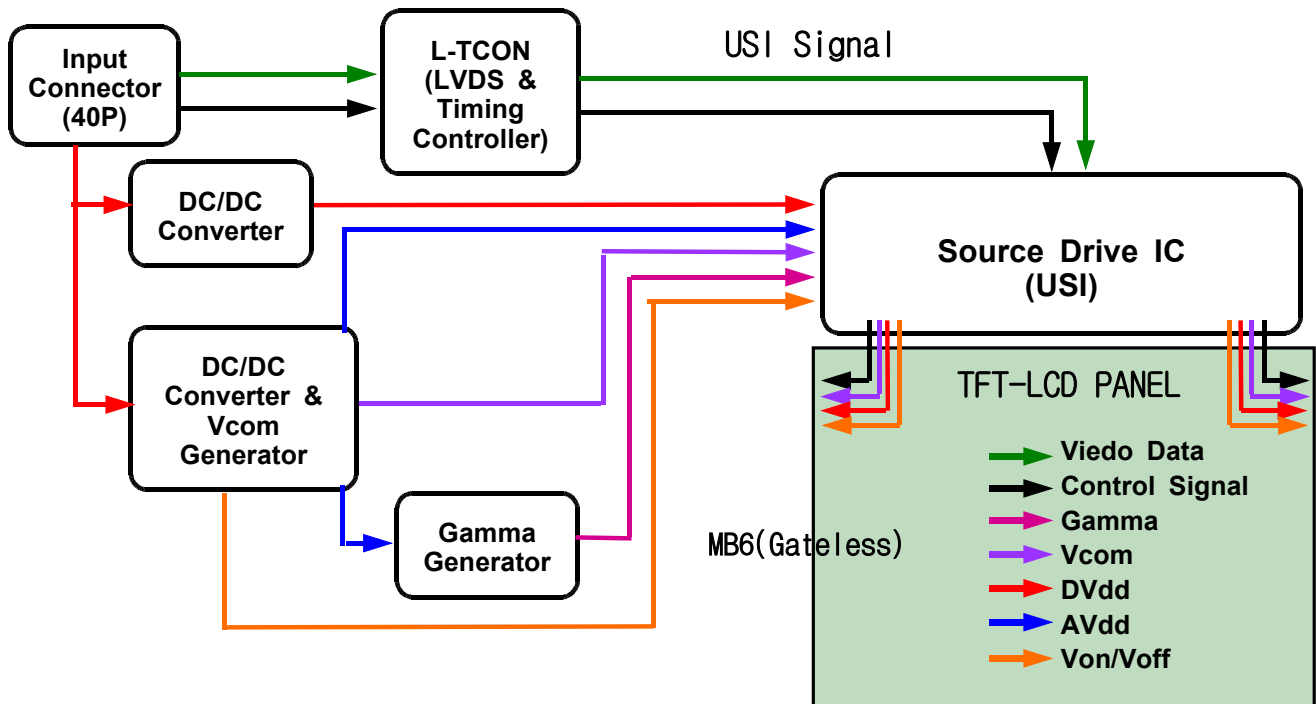 Input
Connector
(40P)
L-TCON
(LVDS &
Timing
Controller)
USI Signal
DC/DC
Converter
Source Drive IC
(USI)
DC/DC
Converter &
Vcom
Generator
Gamma
Generator
MB6(Gateless)
TFT-LCD PANEL
Viedo Data
Control Signal
Gamma
Vcom
DVdd
AVdd
Von/Voff